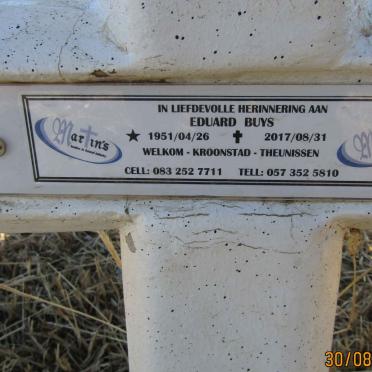 IN LIEFDEVOLLE HERINNERING AAN
EDUARD BUYS
★ 1951/04/26 ✝ 2017/08/31
WELKOM - KROONSTAD - THEUNISSEN
CELL: 083 252 7711 TELL: 057 352 5810
Martin's
30/08